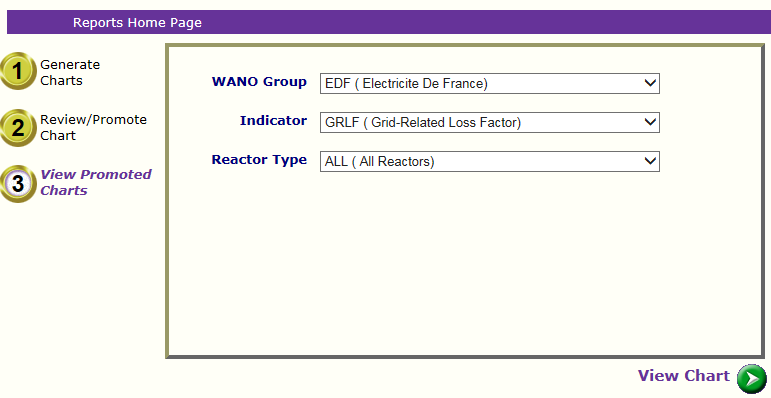 Reports Home Page
1
Generate
Charts
2
Review/Promote
Chart
3
View Promoted
Charts
WANO Group
EDF ( Electricite De France)
Indicator
GRLF ( Grid-Related Loss Factor)
Reactor Type
ALL ( All Reactors)
View Chart